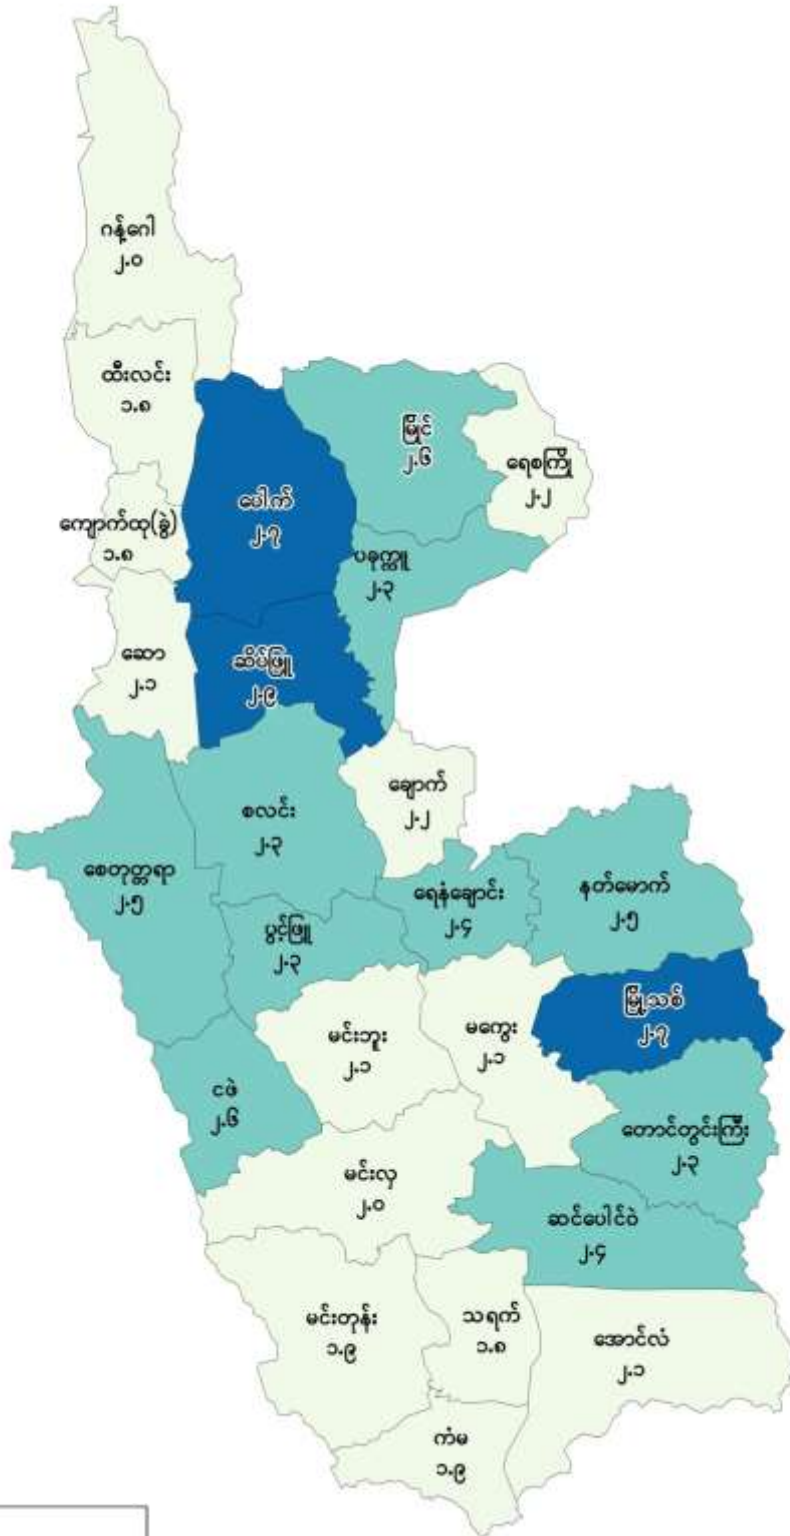 ဂန့်ဂေါ
၂.၀
ထီးလင်း
၁.၈
မြိုင်
၂.၆
ရေစကြို
၂.၂
ပေါက်
၂.၇
ကျောက်ထု(ခွဲ)
၁.၈
ပခုက္ကူ
၂.၃
ဆော
၂.၁
ဆိပ်ဖြူ
၂.၉
ချောက်
၂.၂
စလင်း
၂.၃
စေတုတ္တရာ
၂.၅
ရေနံချောင်း
၂.၄
နတ်မောက်
၂.၅
ပွင့်ဖြူ
၂.၃
မြို့သစ်
၂.၇
မင်းဘူး
၂.၁
မကွေး
၂.၁
ငဖဲ
၂.၆
တောင်တွင်းကြီး
၂.၃
မင်းလှ
၂.၀
ဆင်ပေါင်ဝဲ
၂.၄
မင်းတုန်း
၁.၉
သရက်
၁.၈
အောင်လံ
၂.၁
ကံမ
၁.၉